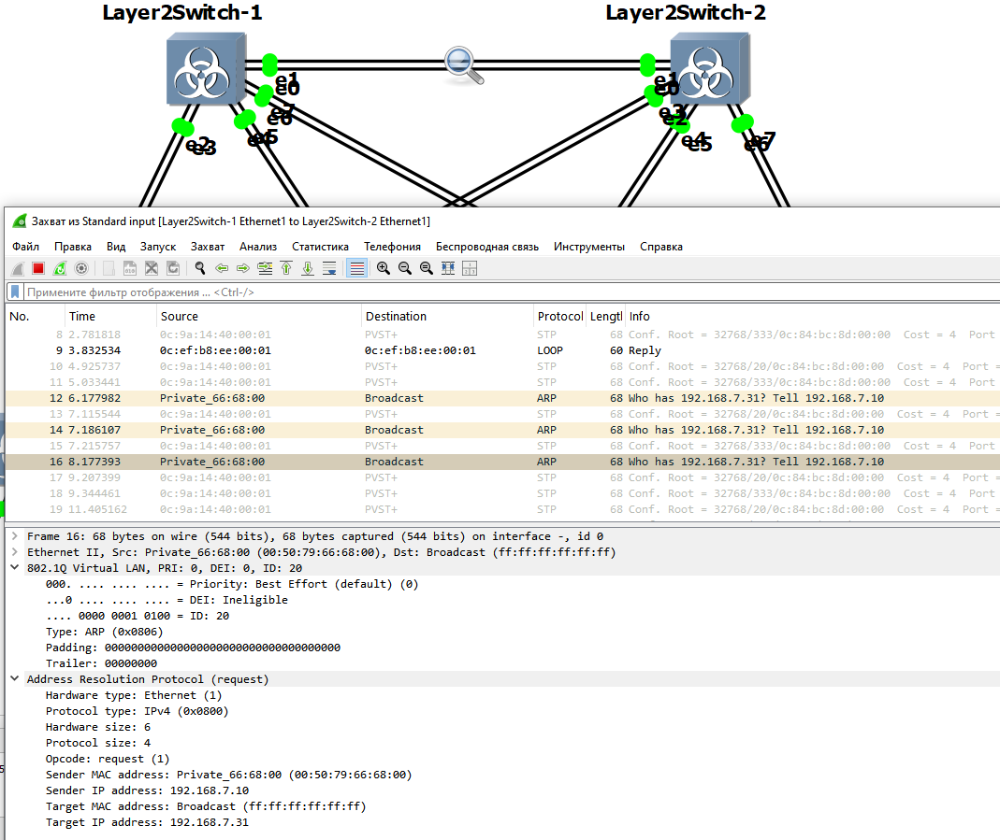 Layer2Switch-1 Layer2Switch-2
e1 e1
e0 e0
e7 e3
e6 e2
e5 e4 e7
e2 e3 e4 e5 e6
Захват из Standard input [Layer2Switch-1 Ethernet1 to Layer2Switch-2 Ethernet1]
Файл Правка Вид Запуск Захват Анализ Статистика Телефония Беспроводная связь Инструменты Справка
Примените фильтр отображения ... <Ctrl-/>
No. Time Source Destination Protocol Lengtl Info
8 2.781818 0c:9a:14:40:00:01 PVST+ STP 68 Conf. Root = 32768/333/0c:84:bc:8d:00:00 Cost = 4 Port
9 3.832534 0c:ef:b8:ee:00:01 0c:ef:b8:ee:00:01 LOOP 60 Reply
10 4.925737 0c:9a:14:40:00:01 PVST+ STP 68 Conf. Root = 32768/20/0c:84:bc:8d:00:00 Cost = 4 Port =
11 5.033441 0c:9a:14:40:00:01 PVST+ STP 68 Conf. Root = 32768/333/0c:84:bc:8d:00:00 Cost = 4 Port
12 6.177982 Private_66:68:00 Broadcast ARP 68 Who has 192.168.7.31? Tell 192.168.7.10
13 7.115544 0c:9a:14:40:00:01 PVST+ STP 68 Conf. Root = 32768/20/0c:84:bc:8d:00:00 Cost = 4 Port =
14 7.186107 Private_66:68:00 Broadcast ARP 68 Who has 192.168.7.31? Tell 192.168.7.10
15 7.215757 0c:9a:14:40:00:01 PVST+ STP 68 Conf. Root = 32768/333/0c:84:bc:8d:00:00 Cost = 4 Port
16 8.177393 Private_66:68:00 Broadcast ARP 68 Who has 192.168.7.31? Tell 192.168.7.10
17 9.207399 0c:9a:14:40:00:01 PVST+ STP 68 Conf. Root = 32768/20/0c:84:bc:8d:00:00 Cost = 4 Port =
18 9.344461 0c:9a:14:40:00:01 PVST+ STP 68 Conf. Root = 32768/333/0c:84:bc:8d:00:00 Cost = 4 Port
19 11.405162 0c:9a:14:40:00:01 PVST+ STP 68 Conf. Root = 32768/20/0c:84:bc:8d:00:00 Cost = 4 Port =
Frame 16: 68 bytes on wire (544 bits), 68 bytes captured (544 bits) on interface -, id 0
Ethernet II, Src: Private_66:68:00 (00:50:79:66:68:00), Dst: Broadcast (ff:ff:ff:ff:ff:ff)
802.1Q Virtual LAN, PRI: 0, DEI: 0, ID: 20
000. .... .... .... = Priority: Best Effort (default) (0)
...0 .... .... .... = DEI: Ineligible
.... 0000 0001 0100 = ID: 20
Type: ARP (0x0806)
Padding: 000000000000000000000000000000000000
Trailer: 00000000
Address Resolution Protocol (request)
Hardware type: Ethernet (1)
Protocol type: IPv4 (0x0800)
Hardware size: 6
Protocol size: 4
Opcode: request (1)
Sender MAC address: Private_66:68:00 (00:50:79:66:68:00)
Sender IP address: 192.168.7.10
Target MAC address: Broadcast (ff:ff:ff:ff:ff:ff)
Target IP address: 192.168.7.31